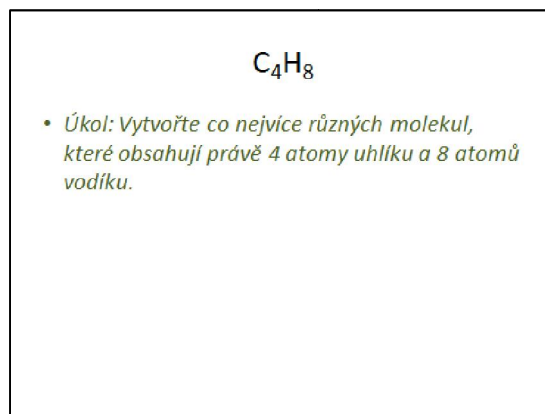 C₄H₈
• Úkol: Vytvořte co nejvíce různých molekul,
které obsahují právě 4 atomy uhlíku a 8 atomů
vodíku.